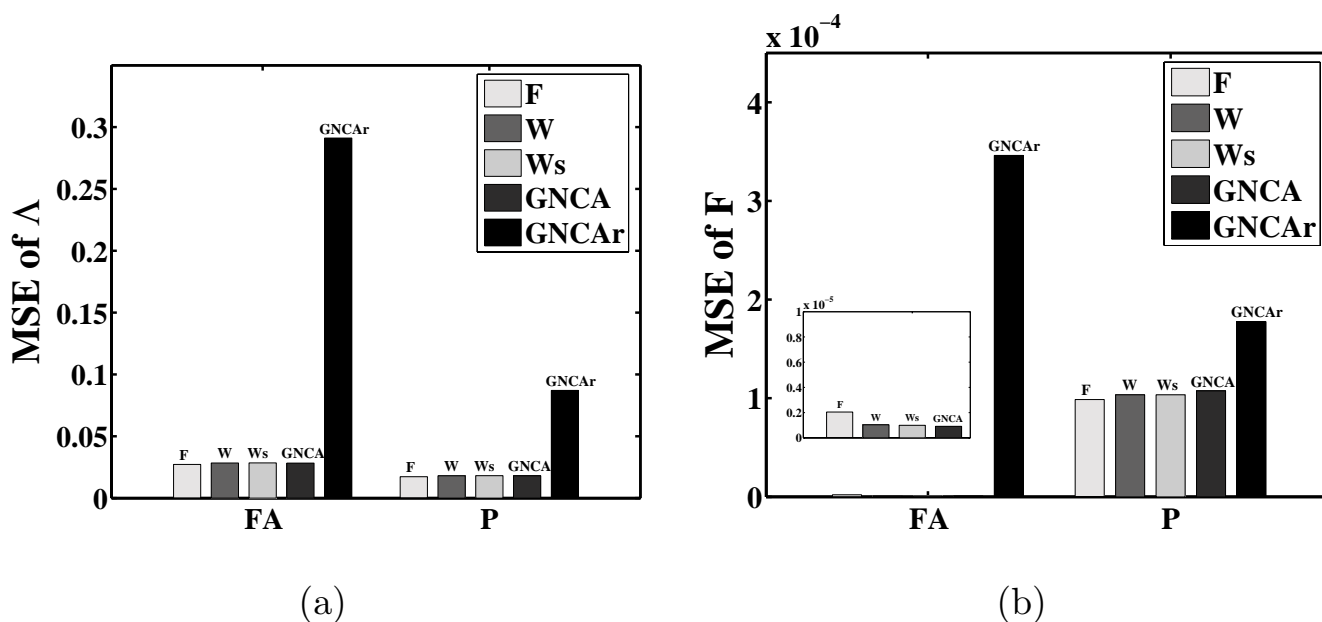 MSE of Λ
0.3
0.25
0.2
0.15
0.1
0.05
0
F
W
Ws
GNCA
GNCAr
F
W
Ws
GNCA
GNCAr
F
W
Ws
GNCA
GNCAr
FA
P
(a)
x 10⁻⁴
MSE of F
4
3
2
1
0
F
W
Ws
GNCA
GNCAr
GNCAr
x 10⁻⁵
1
0.8
0.6
0.4
0.2
0
F
W
Ws
GNCA
F
W
Ws
GNCA
GNCAr
FA
P
(b)